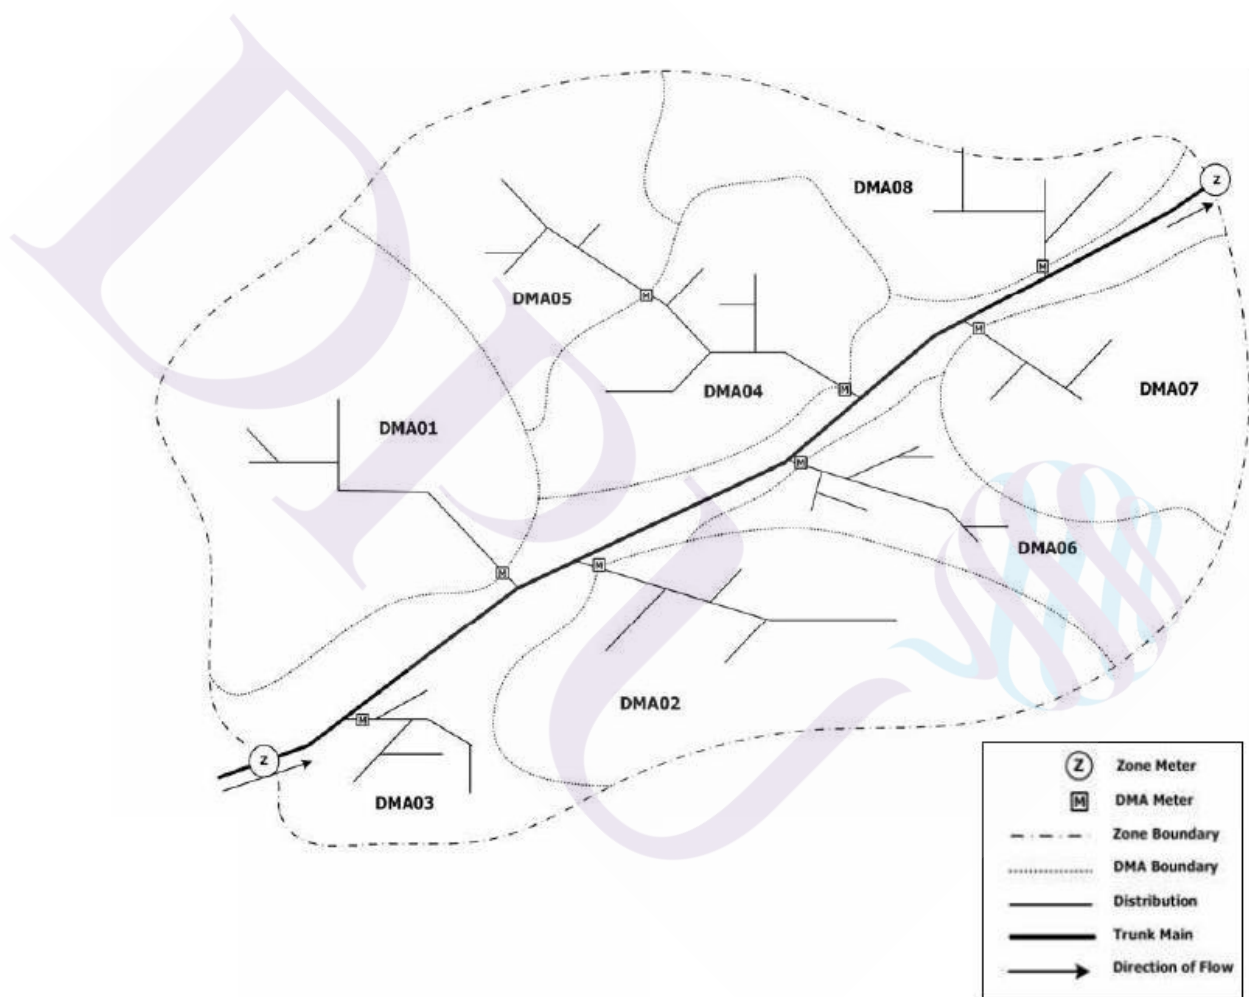 DMA08
Z
M
DMA05
M
M
DMA07
M
DMA04
DMA01
M
DMA06
M
M
DMA02
M
Z
DMA03
Z Zone Meter
M DMA Meter
Zone Boundary
DMA Boundary
Distribution
Trunk Main
Direction of Flow
DPU